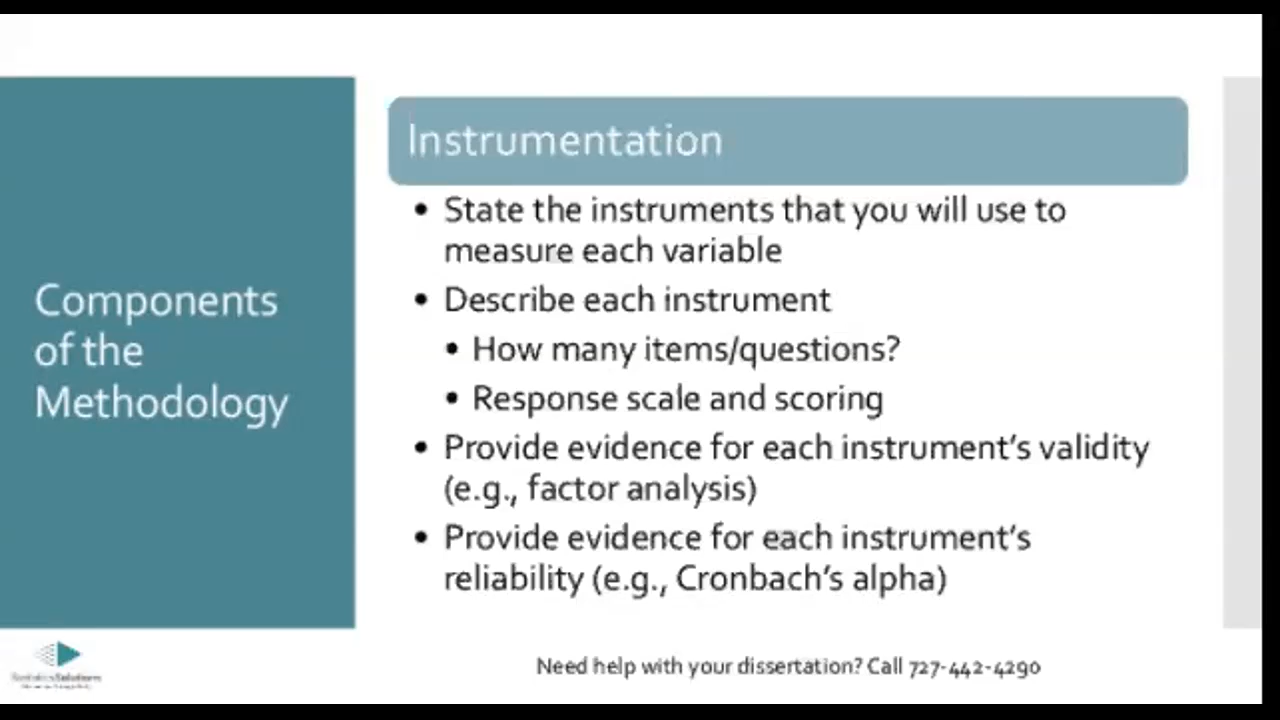 Components
of the
Methodology
Instrumentation
• State the instruments that you will use to
measure each variable
• Describe each instrument
• How many items/questions?
• Response scale and scoring
• Provide evidence for each instrument's validity
(e.g., factor analysis)
• Provide evidence for each instrument's
reliability (e.g., Cronbach's alpha)
Need help with your dissertation? Call 727-442-4290